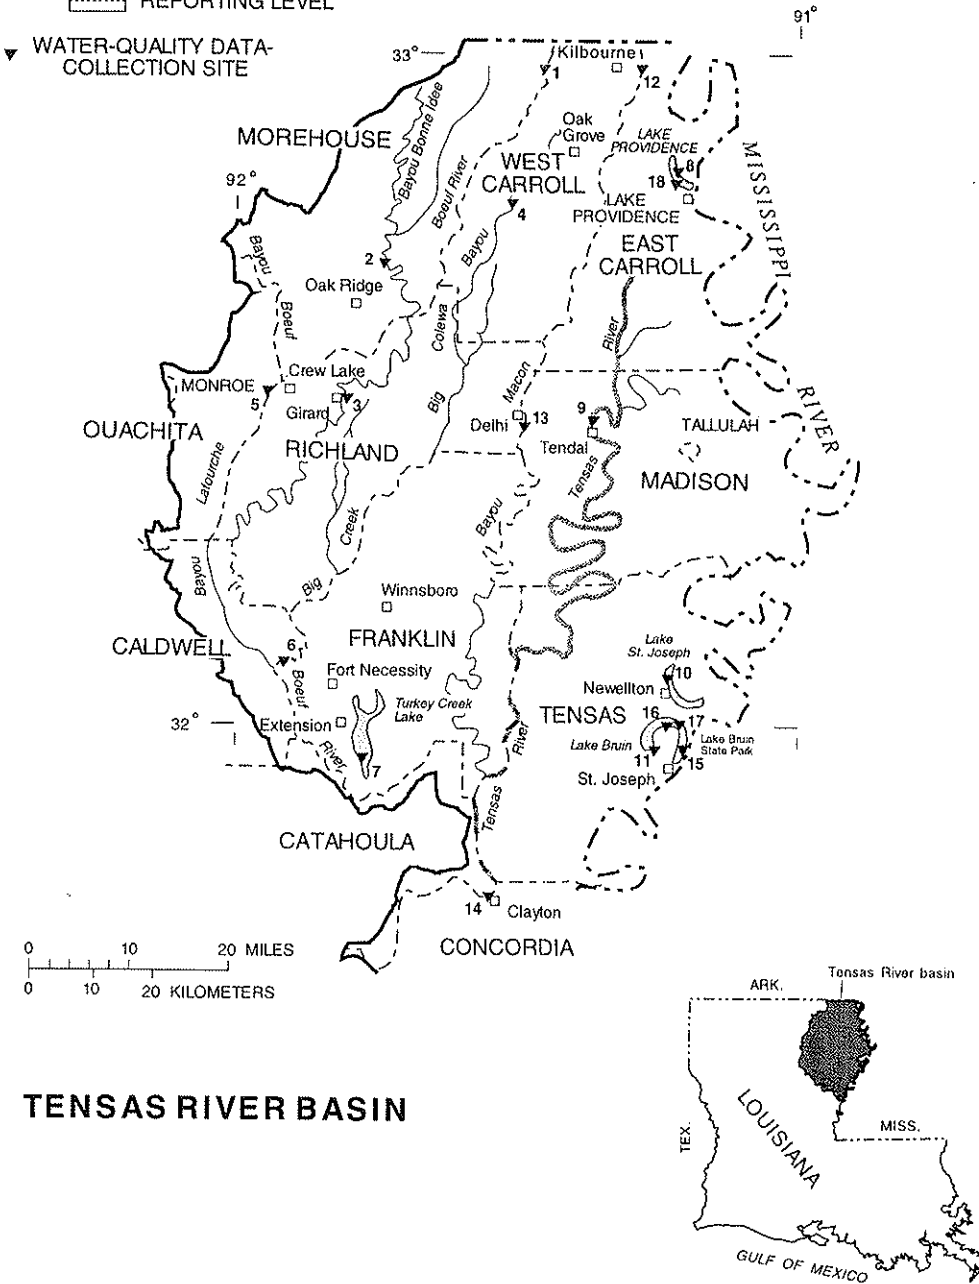 REPORTING LEVEL
WATER-QUALITY DATA-
COLLECTION SITE
91°
33°
Kilbourne
1
12
MOREHOUSE
Bayou Bonne Idee
Oak
Grove
LAKE
PROVIDENCE
8
18
WEST
CARROLL
Boeuf River
92°
4
LAKE
PROVIDENCE
MISSISSIPPI
EAST
CARROLL
Bayou
2
Bayou
Oak Ridge
Boeuf
Colewa
River
Crew Lake
MONROE
5
Girard
3
Macon
Big
Delhi
13
9
Tendal
TALLULAH
RIVER
OUACHITA
RICHLAND
Lafourche
Tensas
MADISON
Bayou
Creek
Bayou
Big
Winnsboro
CALDWELL
6
FRANKLIN
Lake
St. Joseph
10
Boeuf
Fort Necessity
Newellton
Turkey Creek
Lake
TENSAS
16
17
32°
Extension
River
Lake Bruin
Lake Bruin
State Park
11
15
River
7
St. Joseph
Tensas
CATAHOULA
14
Clayton
CONCORDIA
0 10 20 MILES
0 10 20 KILOMETERS
Tensas River basin
ARK.
TENSAS RIVER BASIN
LOUISIANA
TEX.
MISS.
GULF OF MEXICO